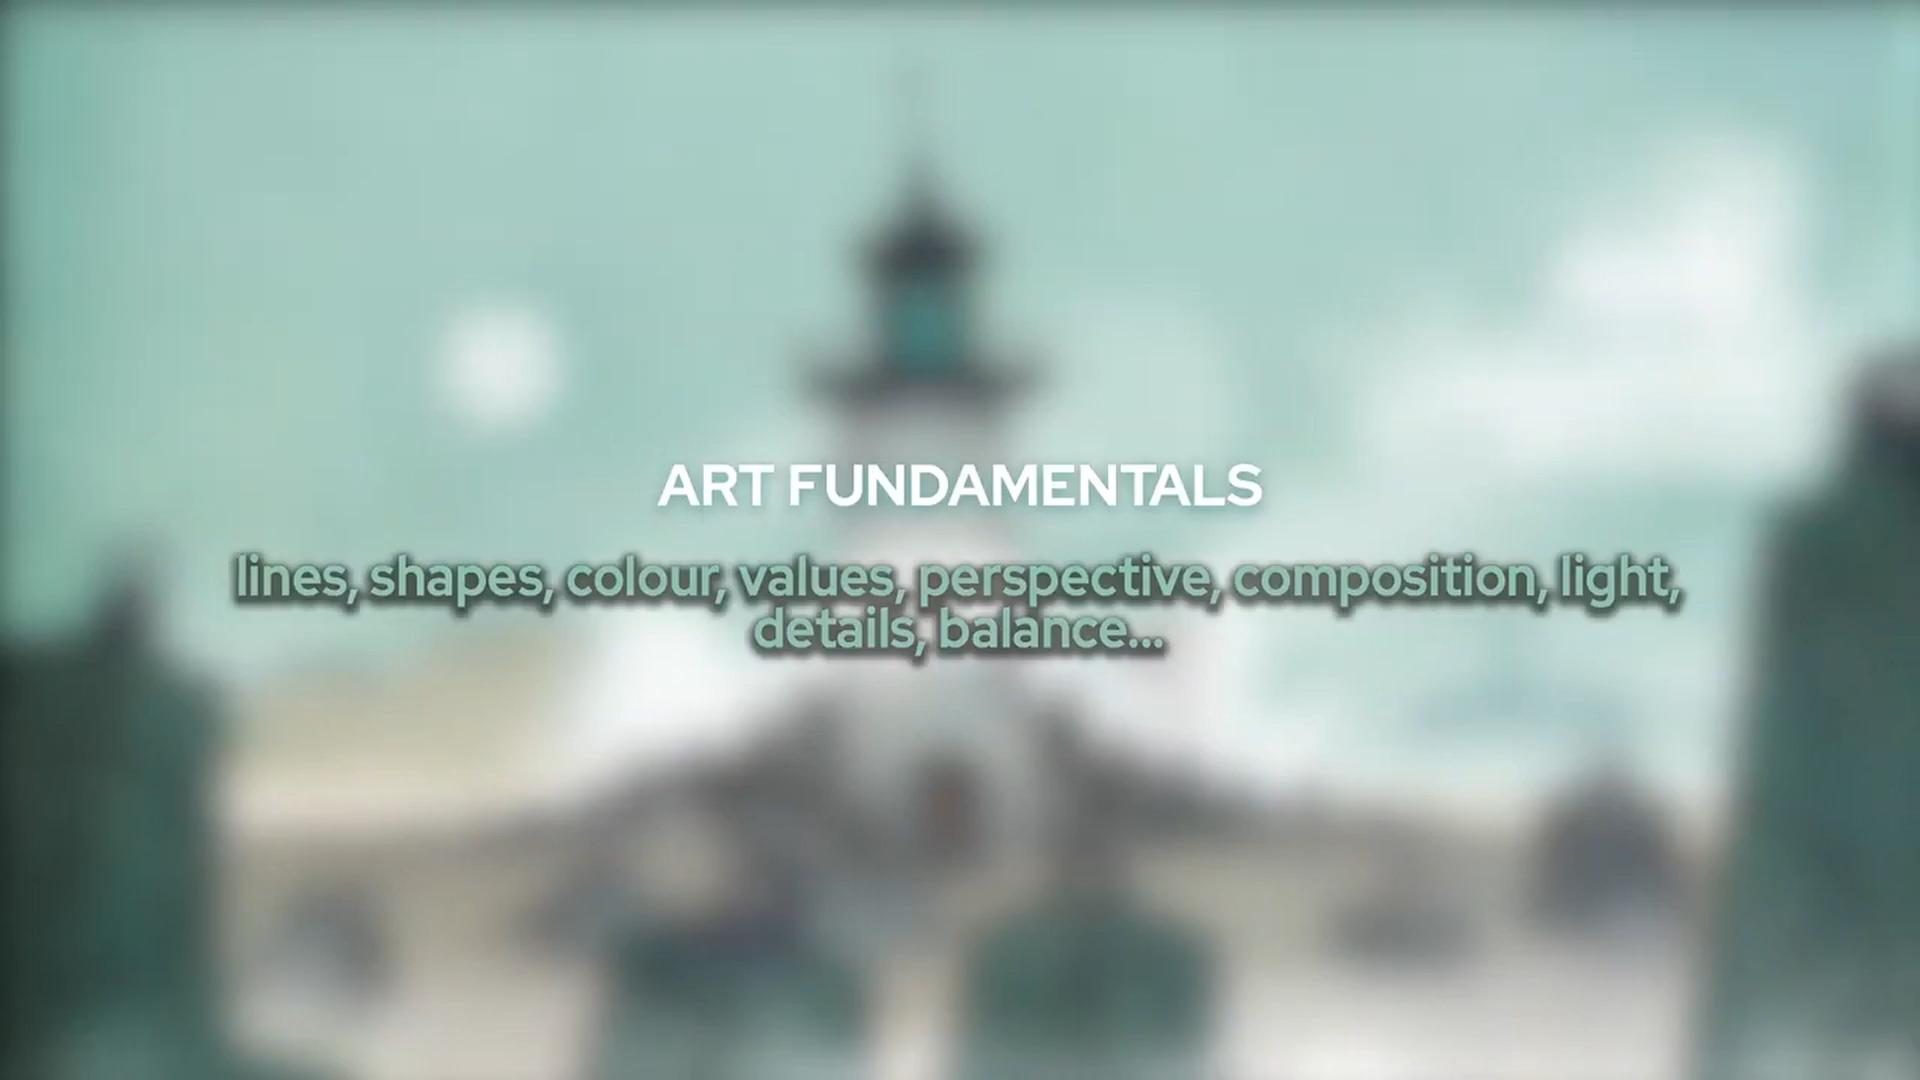 ART FUNDAMENTALS
lines, shapes, colour, values, perspective, composition, light,
details, balance...